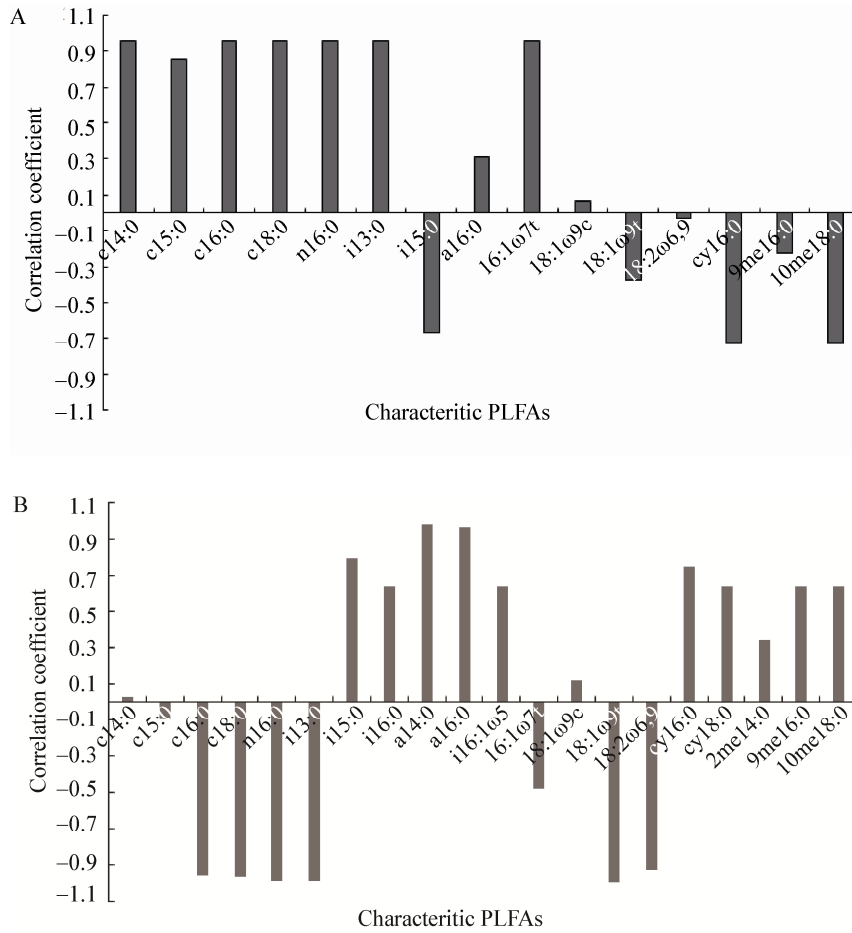 A
1.1
0.9
0.7
0.5
0.3
0.1
−0.1
−0.3
−0.5
−0.7
−0.9
−1.1
Correlation coefficient
c14:0
c15:0
c16:0
c18:0
n16:0
i13:0
i15:0
a16:0
16:1ω7t
18:1ω9c
18:1ω9t
18:2ω6,9
cy16:0
9me16:0
10me18:0
Characteritic PLFAs
B
1.1
0.9
0.7
0.5
0.3
0.1
−0.1
−0.3
−0.5
−0.7
−0.9
−1.1
Correlation coefficient
c14:0
c15:0
c16:0
c18:0
n16:0
i13:0
i15:0
i16:0
a14:0
a16:0
i16:1ω5
16:1ω7t
18:1ω9c
18:1ω9t
18:2ω6,9
cy16:0
cy18:0
2me14:0
9me16:0
10me18:0
Characteritic PLFAs